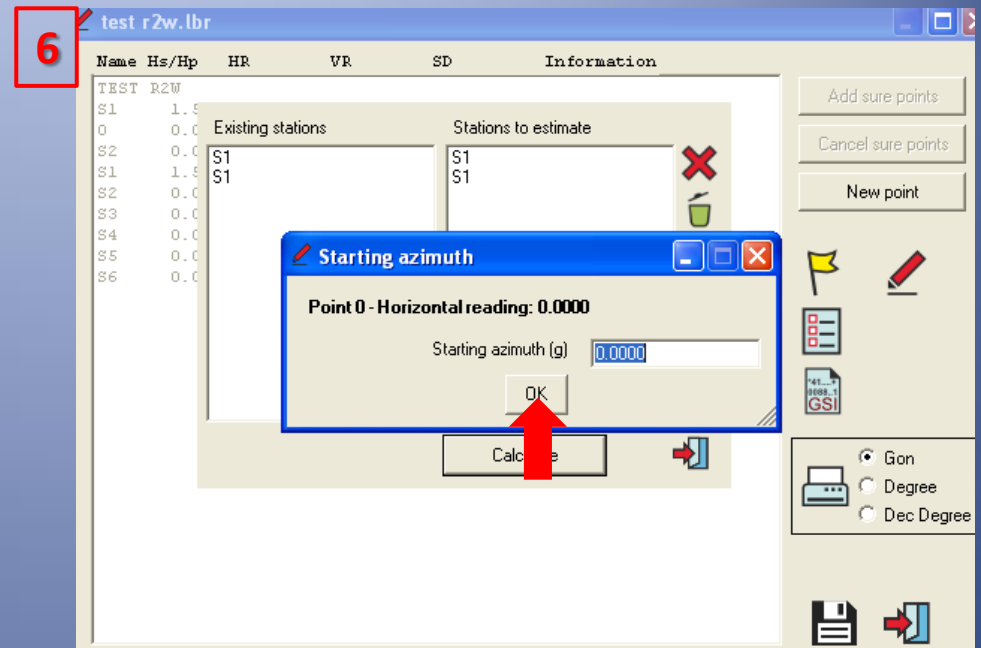 6
test r2w.lbr
Name Hs/Hp HR VR SD Information
TEST R2W
S1 1.5
0 0.0
S2 0.0
S1 1.5
S2 0.0
S3 0.0
S4 0.0
S5 0.0
S6 0.0
Existing stations
S1
S1
Stations to estimate
S1
S1
Starting azimuth
Point 0 - Horizontal reading: 0.0000
Starting azimuth (g) 0.0000
OK
Add sure points
Cancel sure points
New point
GSI
Gon
Degree
Dec Degree